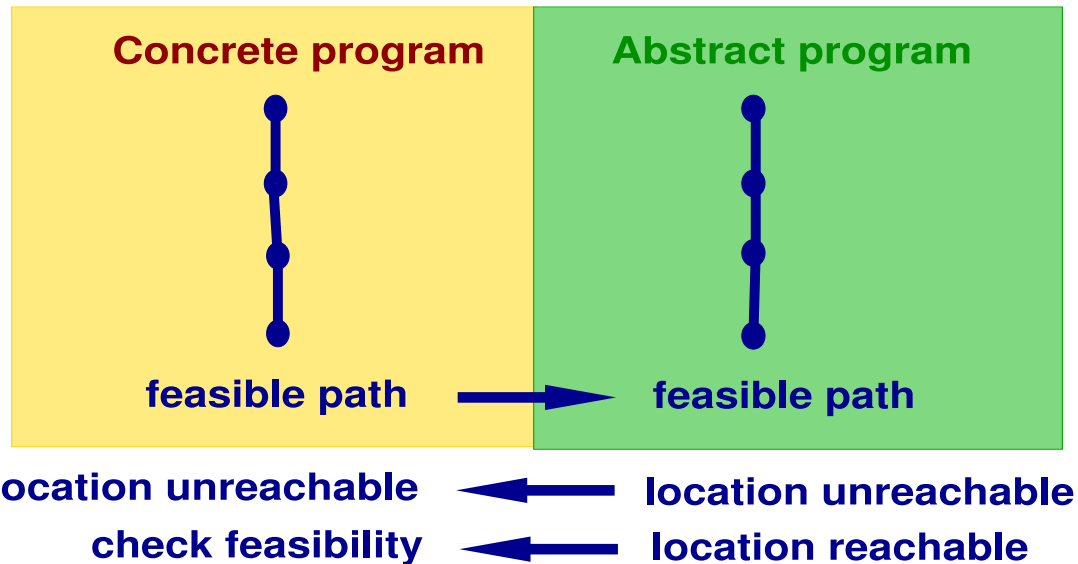 Concrete program Abstract program
feasible path feasible path
ocation unreachable location unreachable
check feasibility location reachable